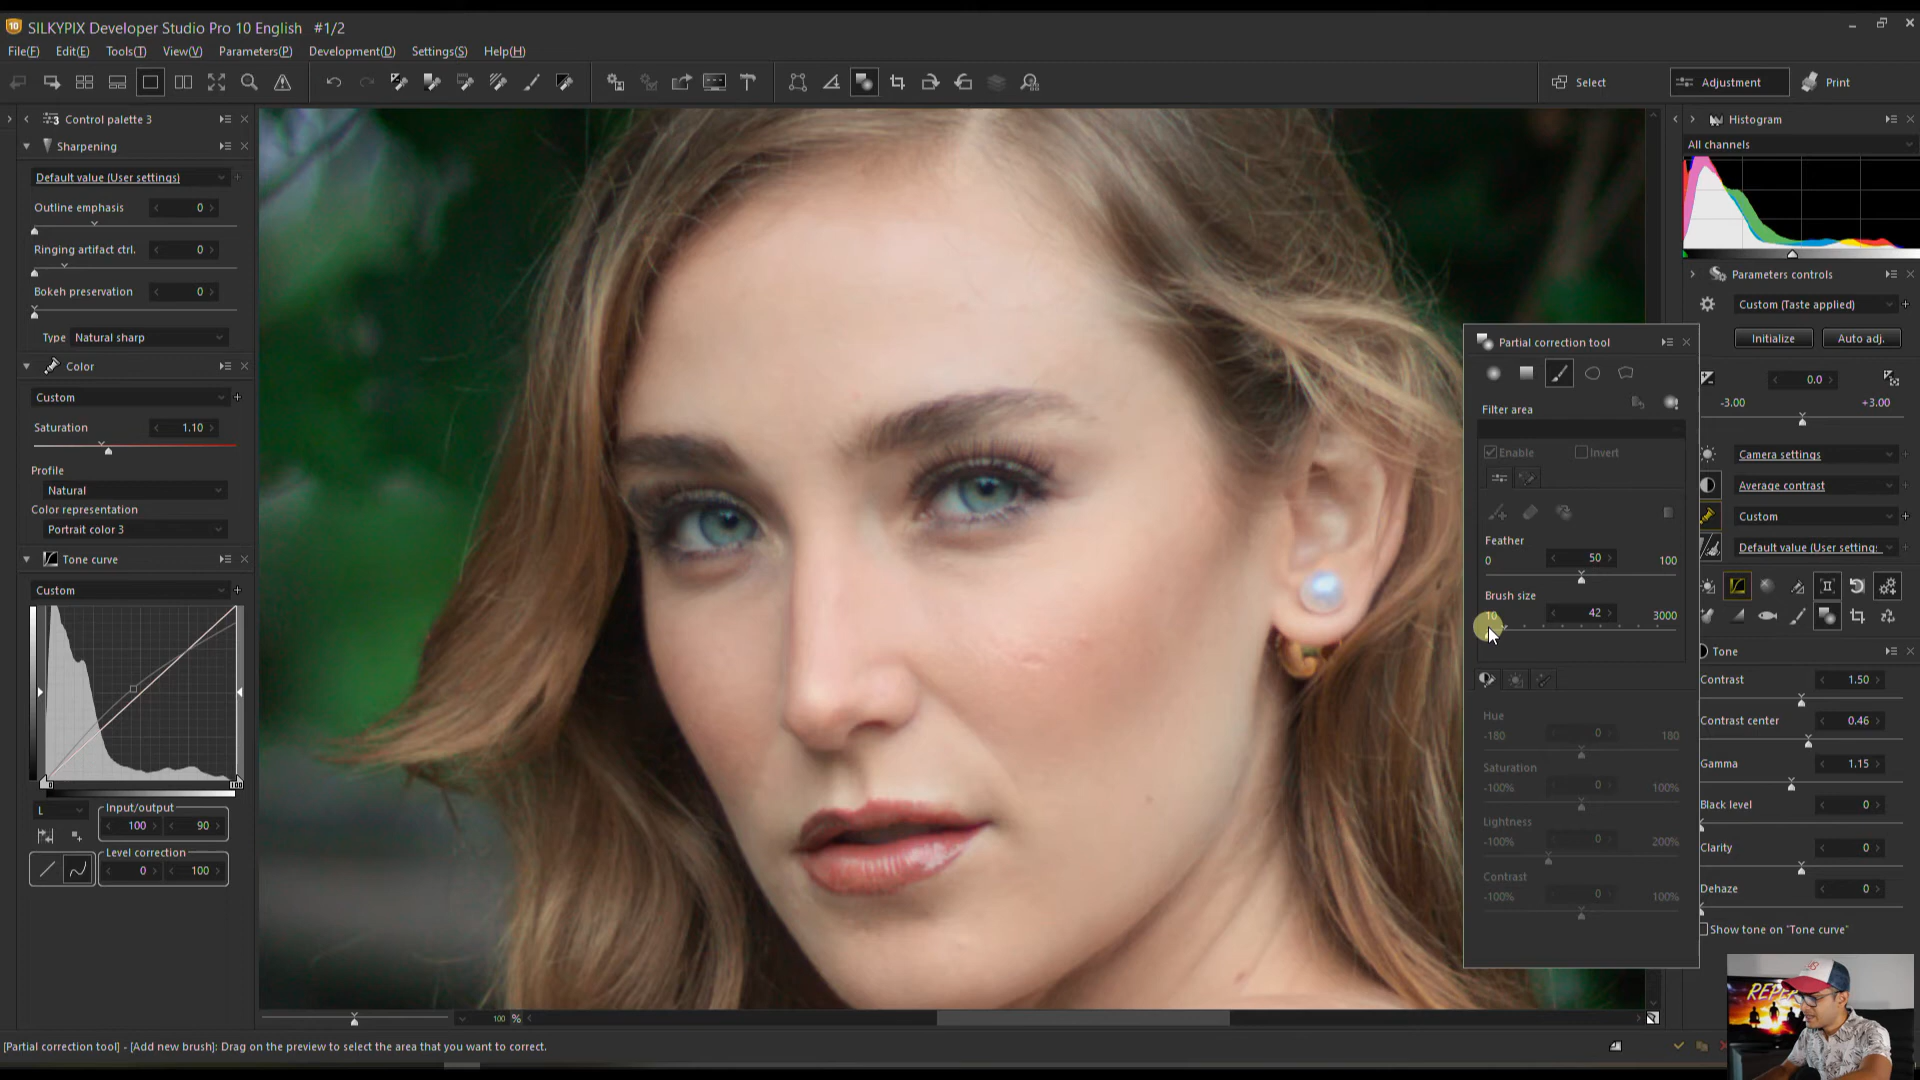 SILKYPIX Developer Studio Pro 10 English #1/2
File(F) Edit(E) Tools(T) View(V) Parameters(P) Development(D) Settings(S) Help(H)
Select
Adjustment
Print
3 Control palette 3
Sharpening
Default value (User settings)
Outline emphasis 0
Ringing artifact ctrl. 0
Bokeh preservation 0
Type Natural sharp
Color
Custom
Saturation 1.10
Profile
Natural
Color representation
Portrait color 3
Tone curve
Custom
0 100
L
Input/output
100 90
Level correction
0 100
100 %
Partial correction tool
Filter area
Enable Invert
Feather
0 50 100
Brush size
10 42 3000
Hue
-180 0 180
Saturation
-100% 0 100%
Lightness
-100% 0 200%
Contrast
-100% 0 100%
Histogram
All channels
Parameters controls
Custom (Taste applied)
Initialize Auto adj.
0.0
-3.00 +3.00
Camera settings
Average contrast
Custom
Default value (User setting:
Tone
Contrast 1.50
Contrast center 0.46
Gamma 1.15
Black level 0
Clarity 0
Dehaze 0
Show tone on "Tone curve"
[Partial correction tool] - [Add new brush]: Drag on the preview to select the area that you want to correct.